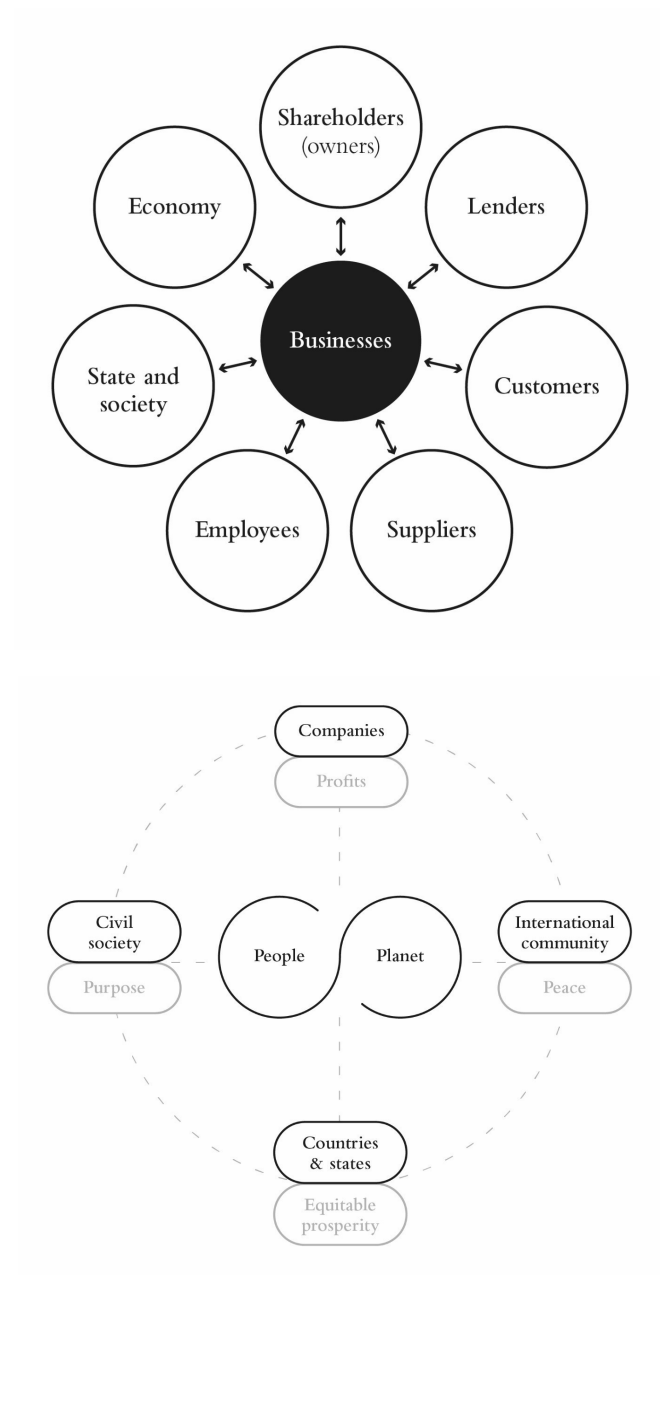 Shareholders
(owners)
Economy
Lenders
Businesses
State and
society
Customers
Employees
Suppliers
Companies
Profits
Civil
society
Purpose
People
Planet
International
community
Peace
Countries
& states
Equitable
prosperity